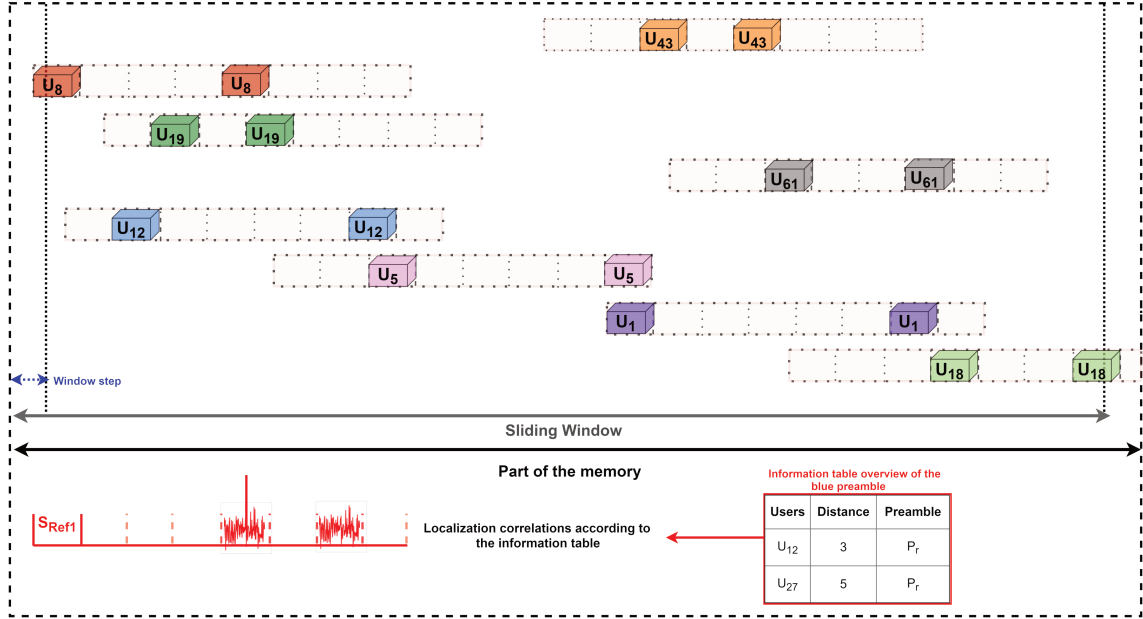 U43 U43
U8 U8
U19 U19
U61 U61
U12 U12
U5 U5
U1 U1
U18 U18
Window step
Sliding Window
Part of the memory
Information table overview of the
blue preamble
SRef1
Localization correlations according to
the information table
Users Distance Preamble
U12 3 Pr
U27 5 Pr